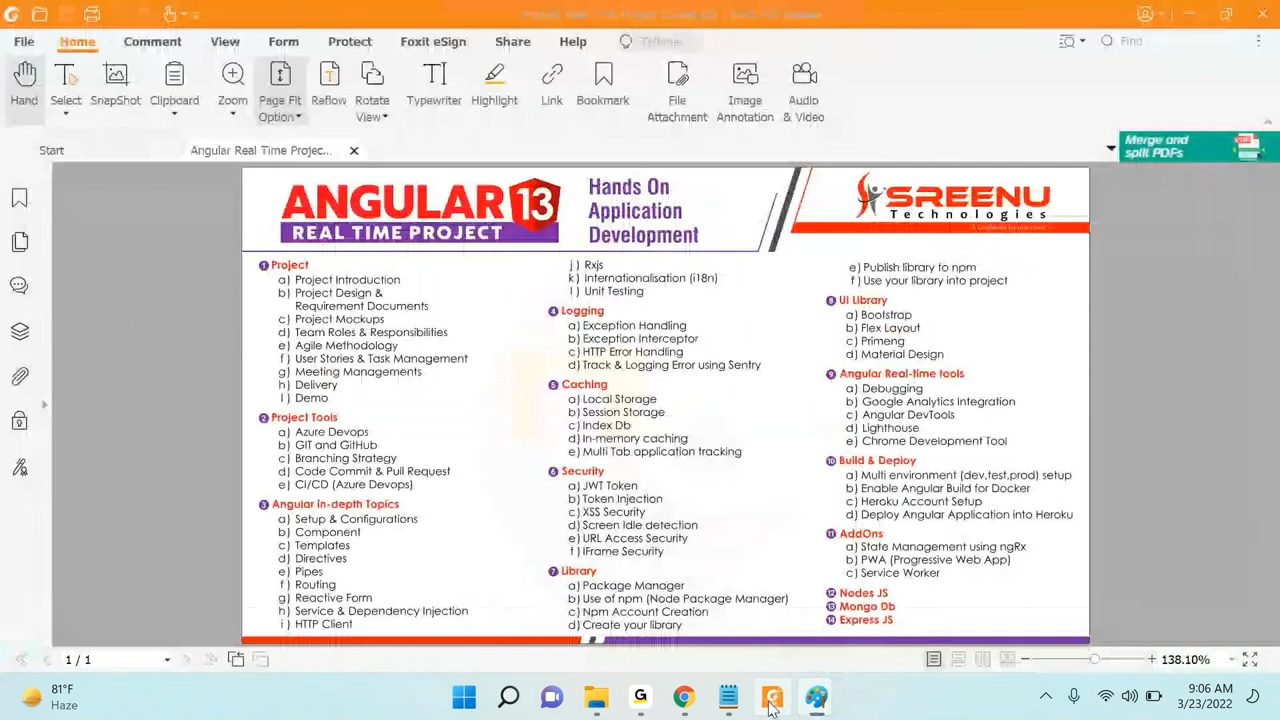 File Home Comment View Form Protect Foxit eSign Share Help Tell me Find
Hand Select SnapShot Clipboard Zoom Page Fit Option Reflow Rotate View Typewriter Highlight Link Bookmark File Attachment Image Annotation Audio & Video
Start
Angular Real Time Projec...
Merge and
split PDFs
ANGULAR 13
REAL TIME PROJECT
Hands On
Application
Development
SREENU
Technologies
1 Project
a) Project Introduction
b) Project Design &
Requirement Documents
c) Project Mockups
d) Team Roles & Responsibilities
e) Agile Methodology
f) User Stories & Task Management
g) Meeting Managements
h) Delivery
I) Demo
2 Project Tools
a) Azure Devops
b) GIT and GitHub
c) Branching Strategy
d) Code Commit & Pull Request
e) CI/CD (Azure Devops)
3 Angular in-depth Topics
a) Setup & Configurations
b) Component
c) Templates
d) Directives
e) Pipes
f) Routing
g) Reactive Form
h) Service & Dependency Injection
i) HTTP Client
j) Rxjs
k) Internationalisation (i18n)
l) Unit Testing
4 Logging
a) Exception Handling
b) Exception Interceptor
c) HTTP Error Handling
d) Track & Logging Error using Sentry
5 Caching
a) Local Storage
b) Session Storage
c) Index Db
d) In-memory caching
e) Multi Tab application tracking
6 Security
a) JWT Token
b) Token Injection
c) XSS Security
d) Screen Idle detection
e) URL Access Security
f) IFrame Security
7 Library
a) Package Manager
b) Use of npm (Node Package Manager)
c) Npm Account Creation
d) Create your library
e) Publish library to npm
f) Use your library into project
8 UI Library
a) Bootstrap
b) Flex Layout
c) Primeng
d) Material Design
9 Angular Real-time tools
a) Debugging
b) Google Analytics Integration
c) Angular DevTools
d) Lighthouse
e) Chrome Development Tool
10 Build & Deploy
a) Multi environment (dev,test,prod) setup
b) Enable Angular Build for Docker
c) Heroku Account Setup
d) Deploy Angular Application into Heroku
11 AddOns
a) State Management using ngRx
b) PWA (Progressive Web App)
c) Service Worker
12 Nodes JS
13 Mongo Db
14 Express JS
1 / 1
138.10%
81°F
Haze
9:06 AM
3/23/2022